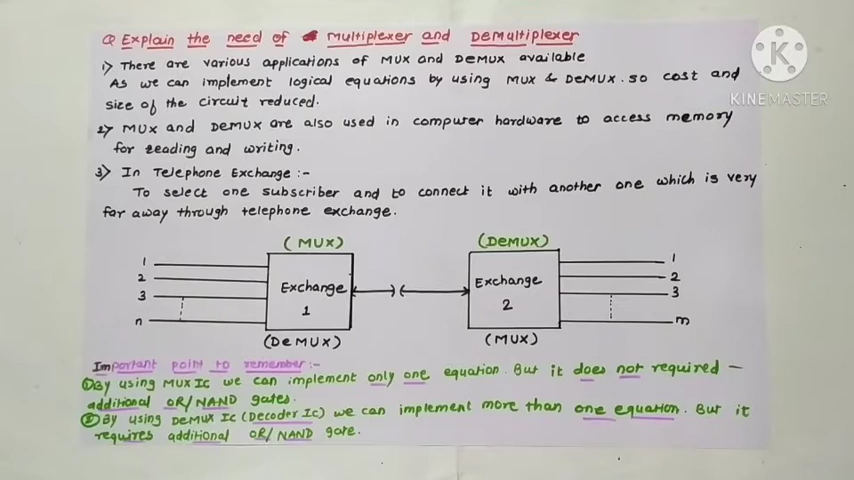 Q Explain the need of Multiplexer and DeMultiplexer
1) There are various applications of MUX and DeMUX available
As we can implement logical equations by using MUX & DeMUX. so cost and
size of the circuit reduced.
2) MUX and DeMUX are also used in computer hardware to access memory
for reading and writing.
3) In Telephone Exchange :-
To select one subscriber and to connect it with another one which is very
far away through telephone exchange.
(MUX) (DeMUX)
1 1
2 Exchange Exchange 2
3 1 2 3
n m
(DeMUX) (MUX)
Important point to remember :-
① By using MUX IC we can implement only one equation. But it does not required –
additional OR/NAND gates.
② By using DeMUX IC (Decoder IC) we can implement more than one equation. But it
requires additional OR/NAND gate.
K
KINEMASTER